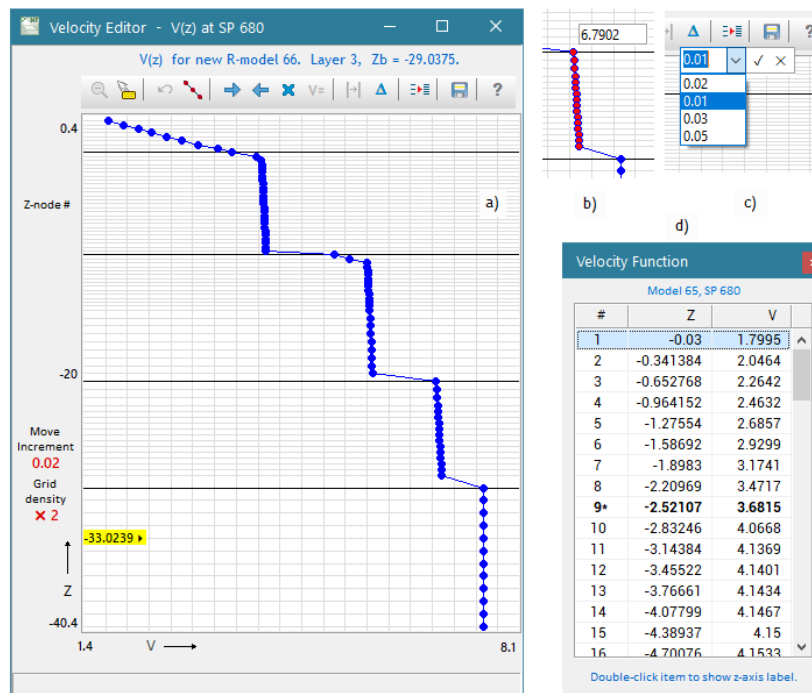 Velocity Editor - V(z) at SP 680
V(z) for new R-model 66. Layer 3, Zb = -29.0375.
V=
?
0.4
Z-node #
a)
-20
Move
Increment
0.02
Grid
density
× 2
-33.0239
Z
-40.4
1.4
V
8.1
6.7902
b)
Δ
?
0.01
0.02
0.01
0.03
0.05
c)
d)
Velocity Function
Model 65, SP 680
# Z V
1 -0.03 1.7995
2 -0.341384 2.0464
3 -0.652768 2.2642
4 -0.964152 2.4632
5 -1.27554 2.6857
6 -1.58692 2.9299
7 -1.8983 3.1741
8 -2.20969 3.4717
9* -2.52107 3.6815
10 -2.83246 4.0668
11 -3.14384 4.1369
12 -3.45522 4.1401
13 -3.76661 4.1434
14 -4.07799 4.1467
15 -4.38937 4.15
16 -4.70076 4.1533
Double-click item to show z-axis label.